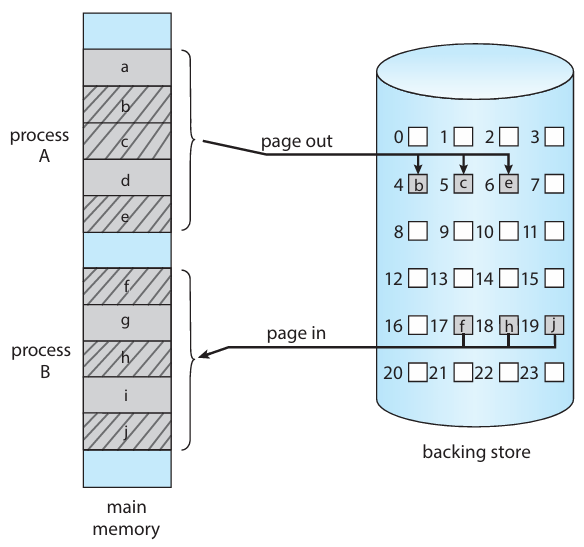 a
b
c
d
e
process
A
f
g
h
i
j
process
B
main
memory
page out
page in
0 1 2 3
4 b 5 c 6 e 7
8 9 10 11
12 13 14 15
16 17 f 18 h 19 j
20 21 22 23
backing store